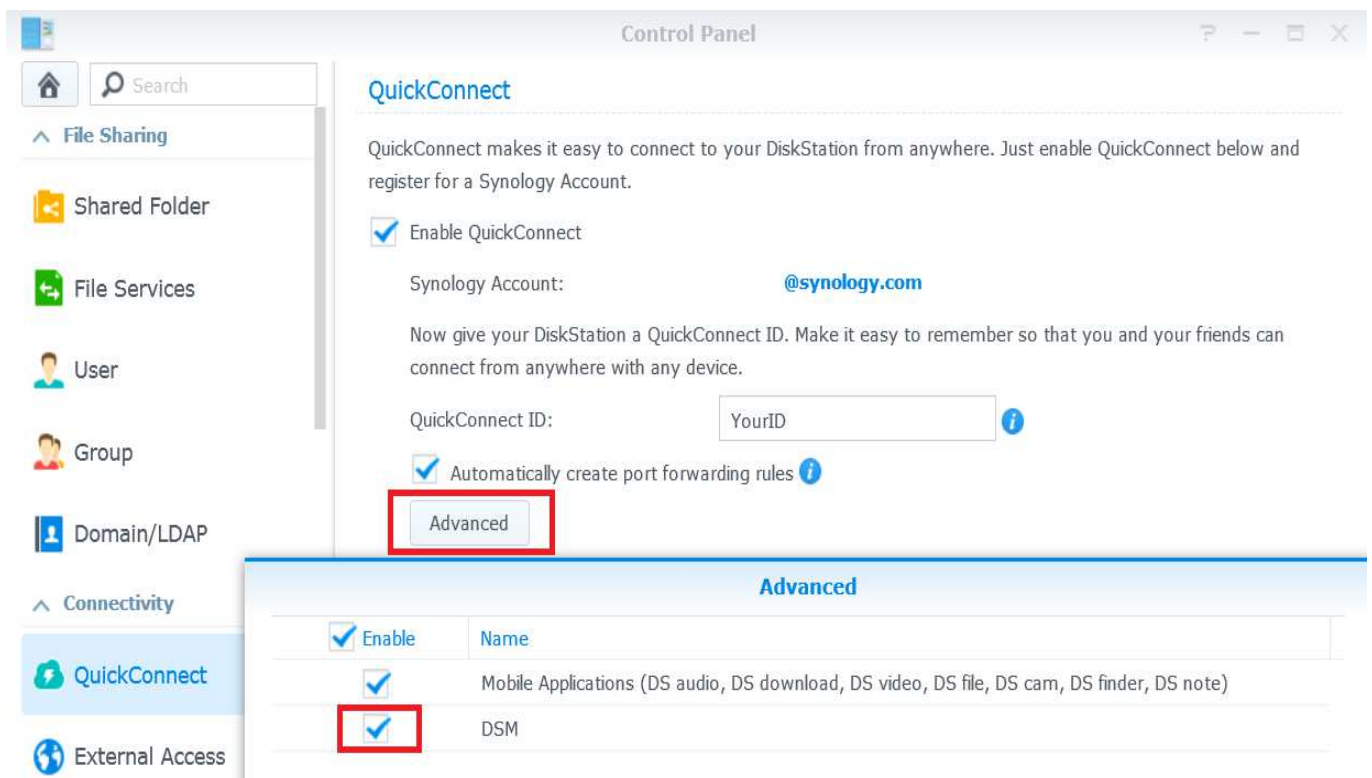 Control Panel
Search
File Sharing
Shared Folder
File Services
User
Group
Domain/LDAP
Connectivity
QuickConnect
External Access
QuickConnect
QuickConnect makes it easy to connect to your DiskStation from anywhere. Just enable QuickConnect below and
register for a Synology Account.
Enable QuickConnect
Synology Account: @synology.com
Now give your DiskStation a QuickConnect ID. Make it easy to remember so that you and your friends can
connect from anywhere with any device.
QuickConnect ID: YourID
Automatically create port forwarding rules
Advanced
Advanced
Enable Name
Mobile Applications (DS audio, DS download, DS video, DS file, DS cam, DS finder, DS note)
DSM